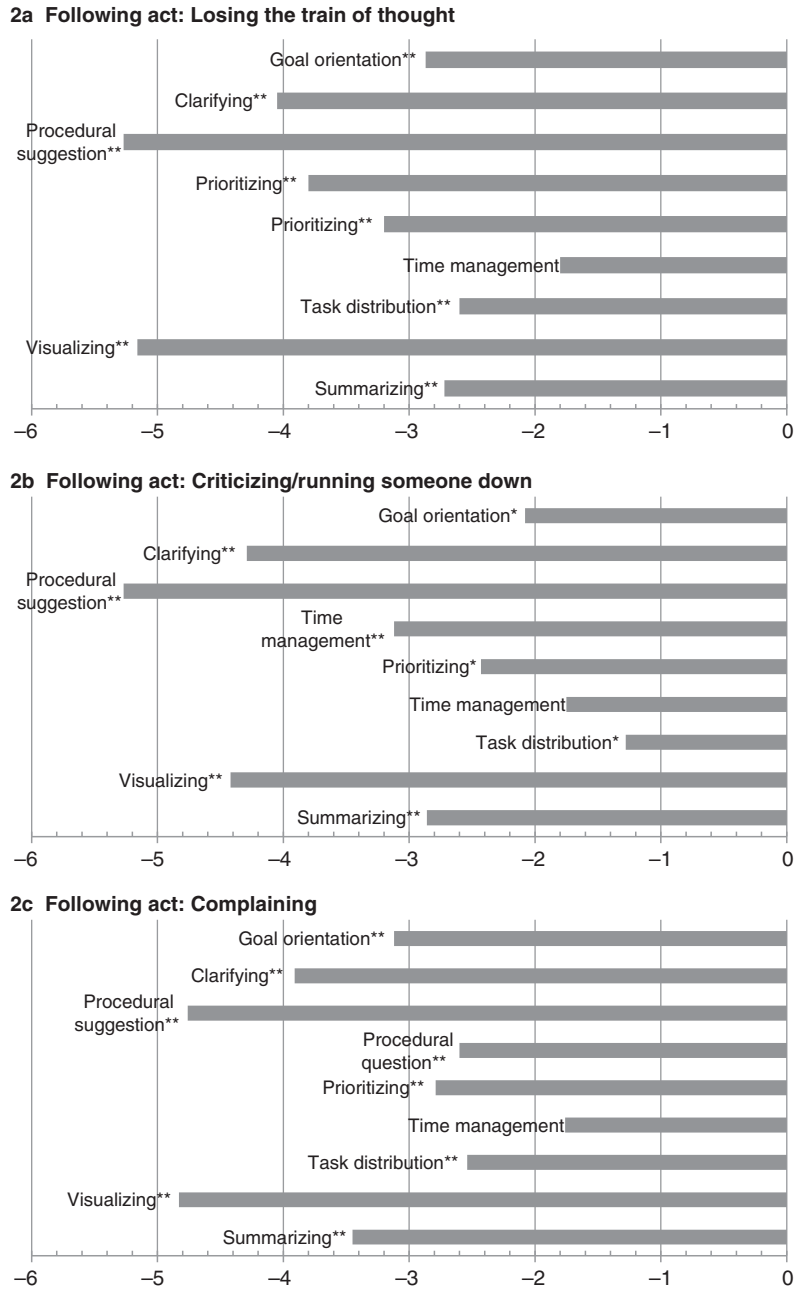 2a Following act: Losing the train of thought
Goal orientation**
Clarifying**
Procedural
suggestion**
Prioritizing**
Prioritizing**
Time management
Task distribution**
Visualizing**
Summarizing**
–6 –5 –4 –3 –2 –1 0
2b Following act: Criticizing/running someone down
Goal orientation*
Clarifying**
Procedural
suggestion**
Time
management**
Prioritizing*
Time management
Task distribution*
Visualizing**
Summarizing**
–6 –5 –4 –3 –2 –1 0
2c Following act: Complaining
Goal orientation**
Clarifying**
Procedural
suggestion**
Procedural
question**
Prioritizing**
Time management
Task distribution**
Visualizing**
Summarizing**
–6 –5 –4 –3 –2 –1 0